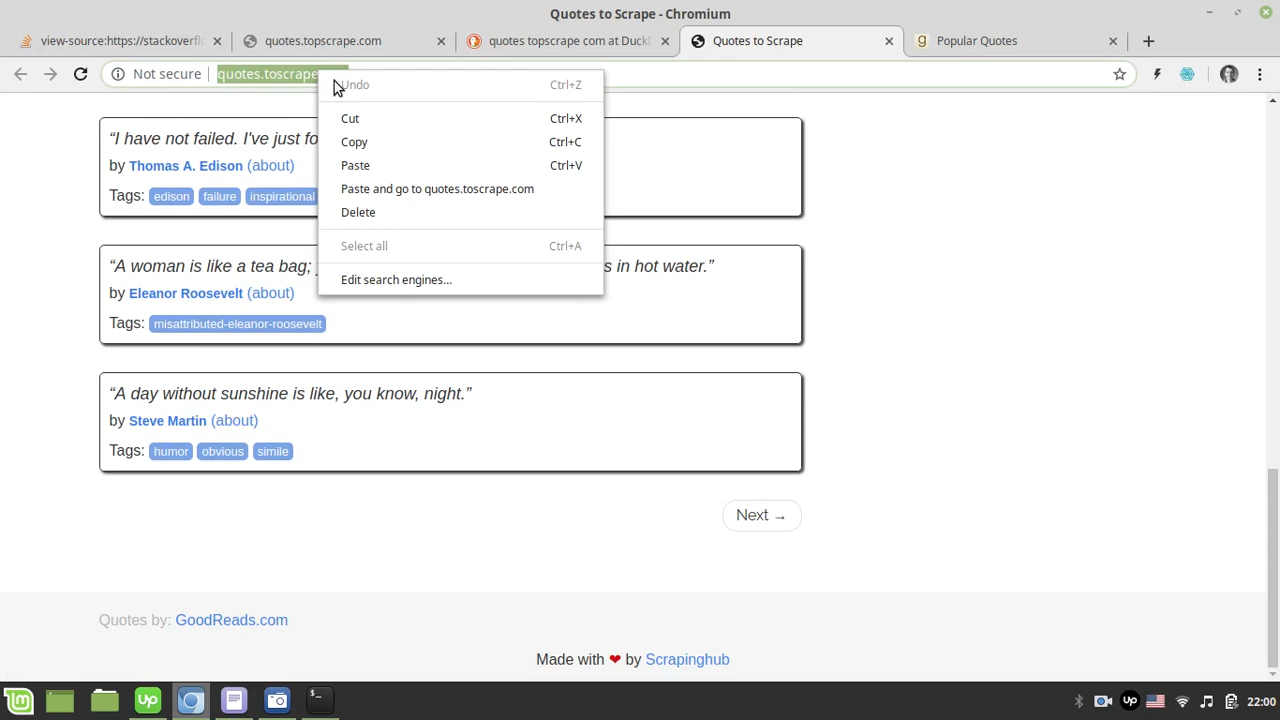 Quotes to Scrape - Chromium
view-source:https://stackoverfl
quotes.topscrape.com
quotes topscrape com at DuckD
Quotes to Scrape
Popular Quotes
Not secure
quotes.toscrape
Undo Ctrl+Z
Cut Ctrl+X
Copy Ctrl+C
Paste Ctrl+V
Paste and go to quotes.toscrape.com
Delete
Select all Ctrl+A
Edit search engines...
“I have not failed. I've just fo
by Thomas A. Edison (about)
Tags: edison failure inspirational
“A woman is like a tea bag; s in hot water.”
by Eleanor Roosevelt (about)
Tags: misattributed-eleanor-roosevelt
“A day without sunshine is like, you know, night.”
by Steve Martin (about)
Tags: humor obvious simile
Next →
Quotes by: GoodReads.com
Made with ❤ by Scrapinghub
22:00